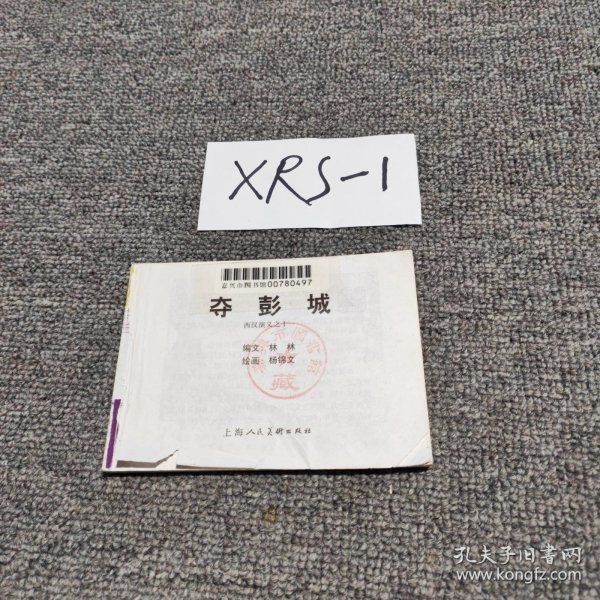 XRS-1
嘉兴市图书馆00780497
夺彭城
西汉演义之十
编文：林 林
绘画：杨锦文
藏
上海人民美術出版社
孔夫子旧书网
www.kongfz.com